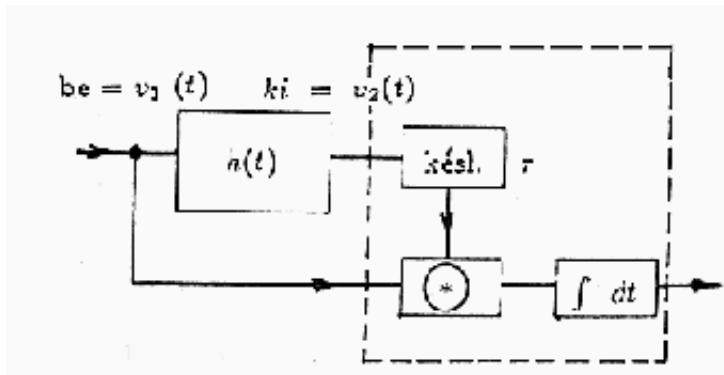 be = v₁ (t) ki = v₂(t)
h(t)
késl. τ
*
∫ dt